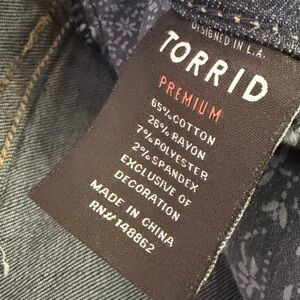 DESIGNED IN L.A.
TORRID
PREMIUM
65% COTTON
26% RAYON
7% POLYESTER
2% SPANDEX
EXCLUSIVE OF
DECORATION
MADE IN CHINA
RN# 148862